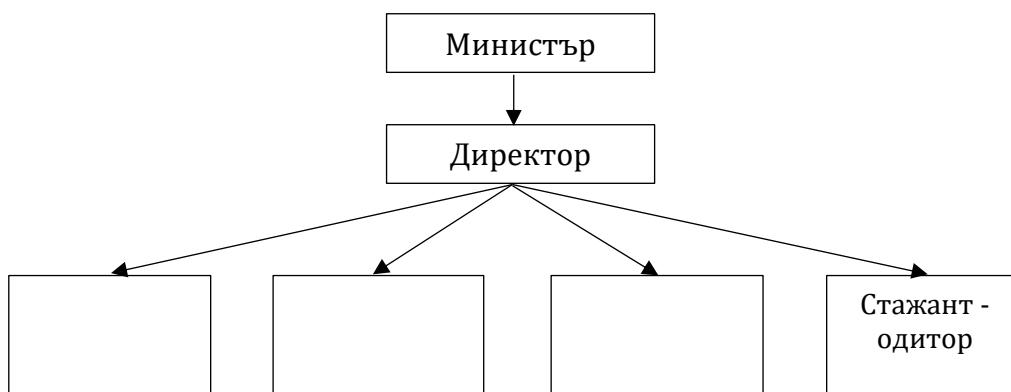 Министър
Директор
Стажант -
одитор